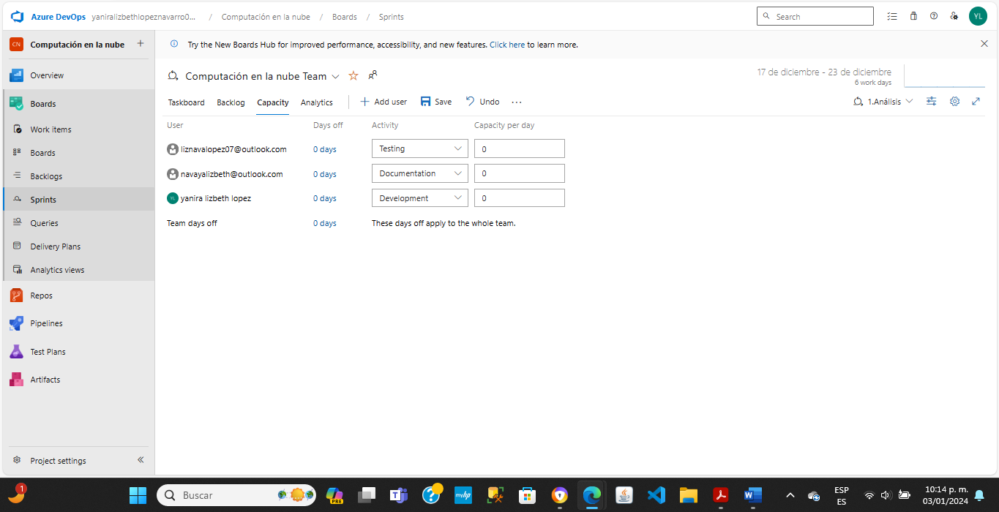 Azure DevOps yaniralizbethlopeznavarro0... / Computación en la nube / Boards / Sprints Search YL
CN Computación en la nube +
Try the New Boards Hub for improved performance, accessibility, and new features. Click here to learn more.
Overview
Boards
Work items
Boards
Backlogs
Sprints
Queries
Delivery Plans
Analytics views
Repos
Pipelines
Test Plans
Artifacts
Project settings
Computación en la nube Team
17 de diciembre - 23 de diciembre
6 work days
Taskboard Backlog Capacity Analytics Add user Save Undo ... 1.Análisis
User Days off Activity Capacity per day
liznavalopez07@outlook.com 0 days Testing 0
navayalizbeth@outlook.com 0 days Documentation 0
YL yanira lizbeth lopez 0 days Development 0
Team days off 0 days These days off apply to the whole team.
1
Buscar
PRE
myhp
ESP
ES
10:14 p. m.
03/01/2024